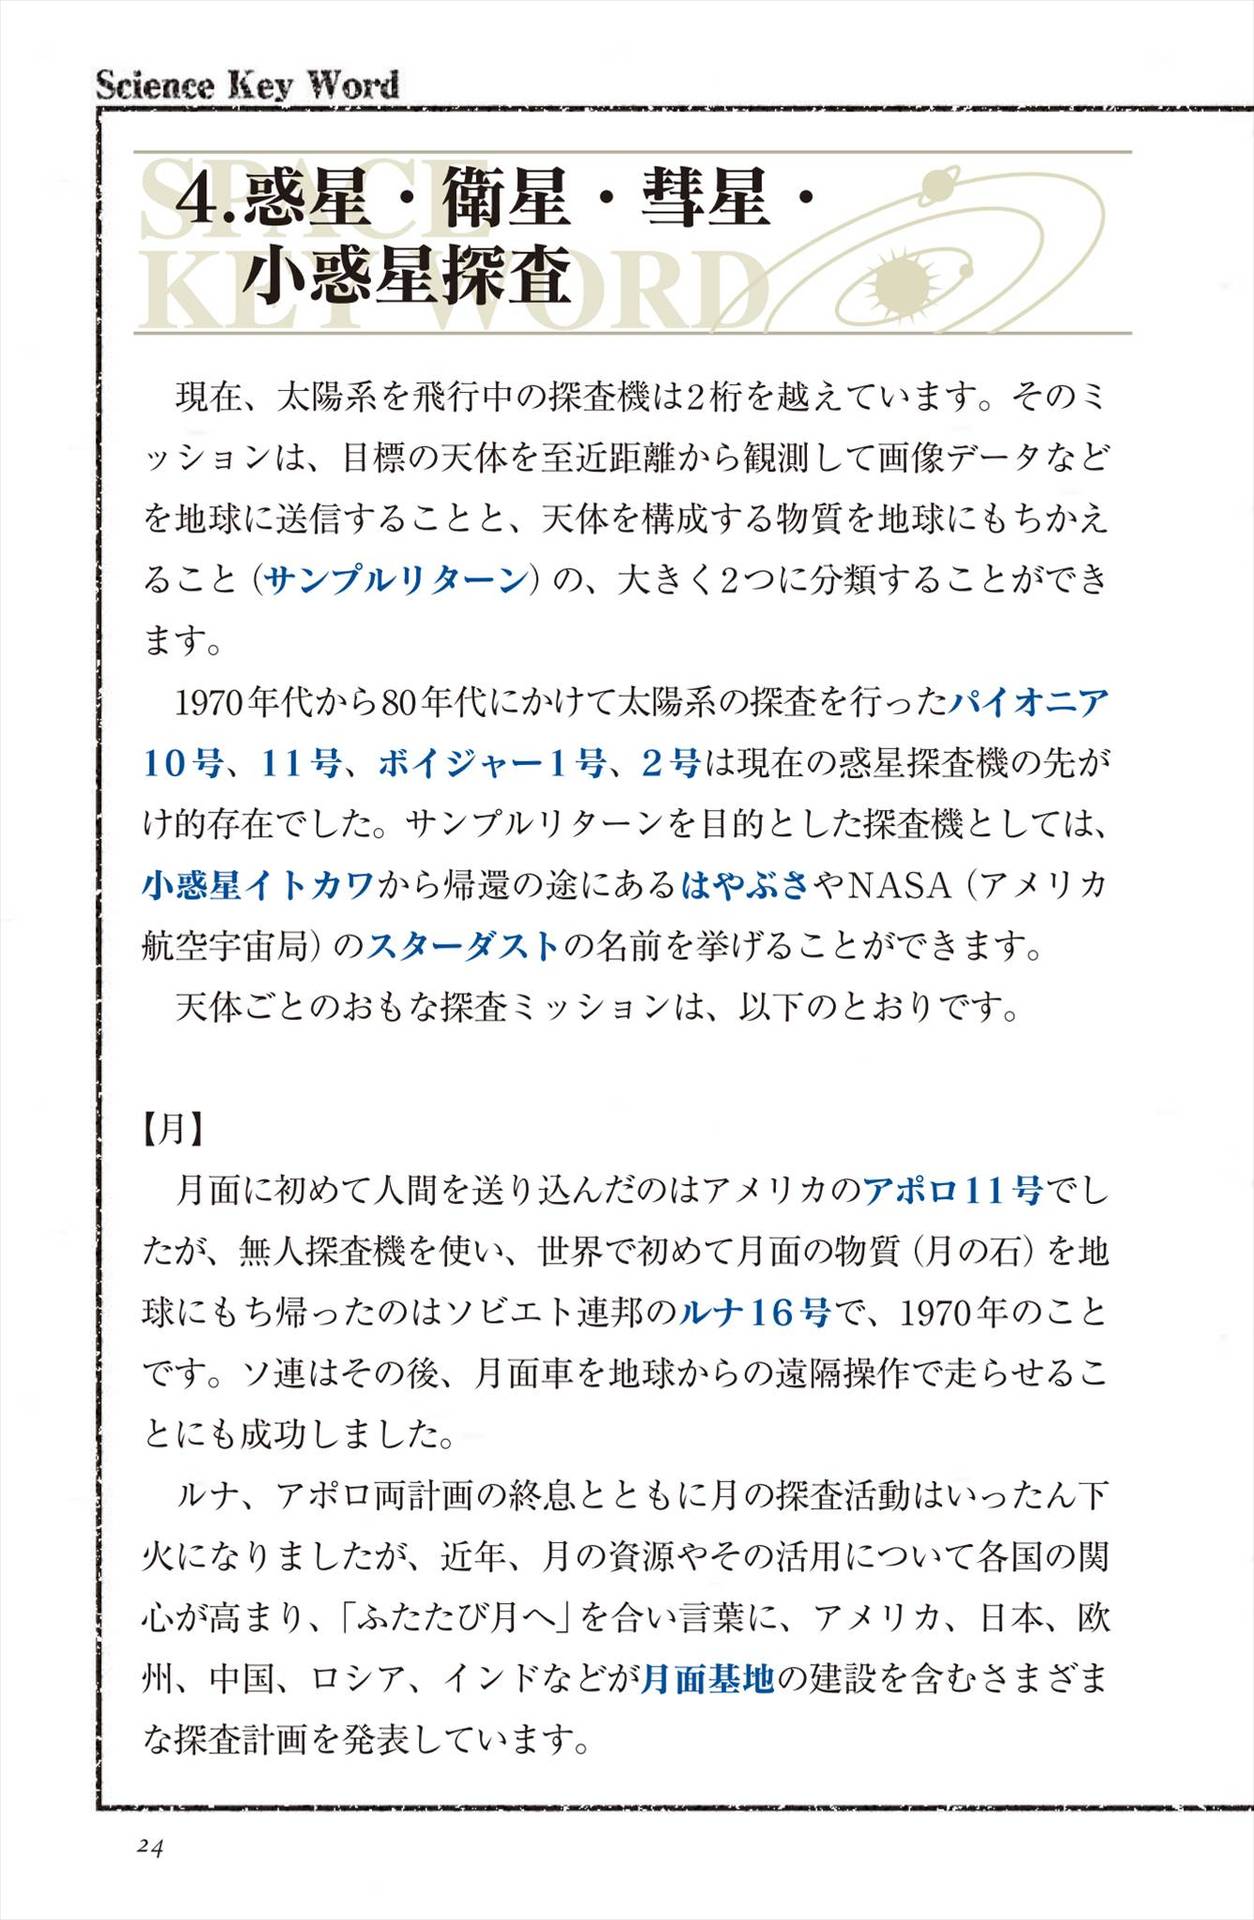 Science Key Word
SPACE
KEY WORD
4.惑星・衛星・彗星・
小惑星探査
現在、太陽系を飛行中の探査機は2桁を越えています。そのミ
ッションは、目標の天体を至近距離から観測して画像データなど
を地球に送信することと、天体を構成する物質を地球にもちかえ
ること（サンプルリターン）の、大きく2つに分類することができ
ます。
1970年代から80年代にかけて太陽系の探査を行ったパイオニア
10号、11号、ボイジャー1号、2号は現在の惑星探査機の先が
け的存在でした。サンプルリターンを目的とした探査機としては、
小惑星イトカワから帰還の途にあるはやぶさやNASA（アメリカ
航空宇宙局）のスターダストの名前を挙げることができます。
天体ごとのおもな探査ミッションは、以下のとおりです。
【月】
月面に初めて人間を送り込んだのはアメリカのアポロ11号でし
たが、無人探査機を使い、世界で初めて月面の物質（月の石）を地
球にもち帰ったのはソビエト連邦のルナ16号で、1970年のこと
です。ソ連はその後、月面車を地球からの遠隔操作で走らせるこ
とにも成功しました。
ルナ、アポロ両計画の終息とともに月の探査活動はいったん下
火になりましたが、近年、月の資源やその活用について各国の関
心が高まり、「ふたたび月へ」を合い言葉に、アメリカ、日本、欧
州、中国、ロシア、インドなどが月面基地の建設を含むさまざま
な探査計画を発表しています。
24